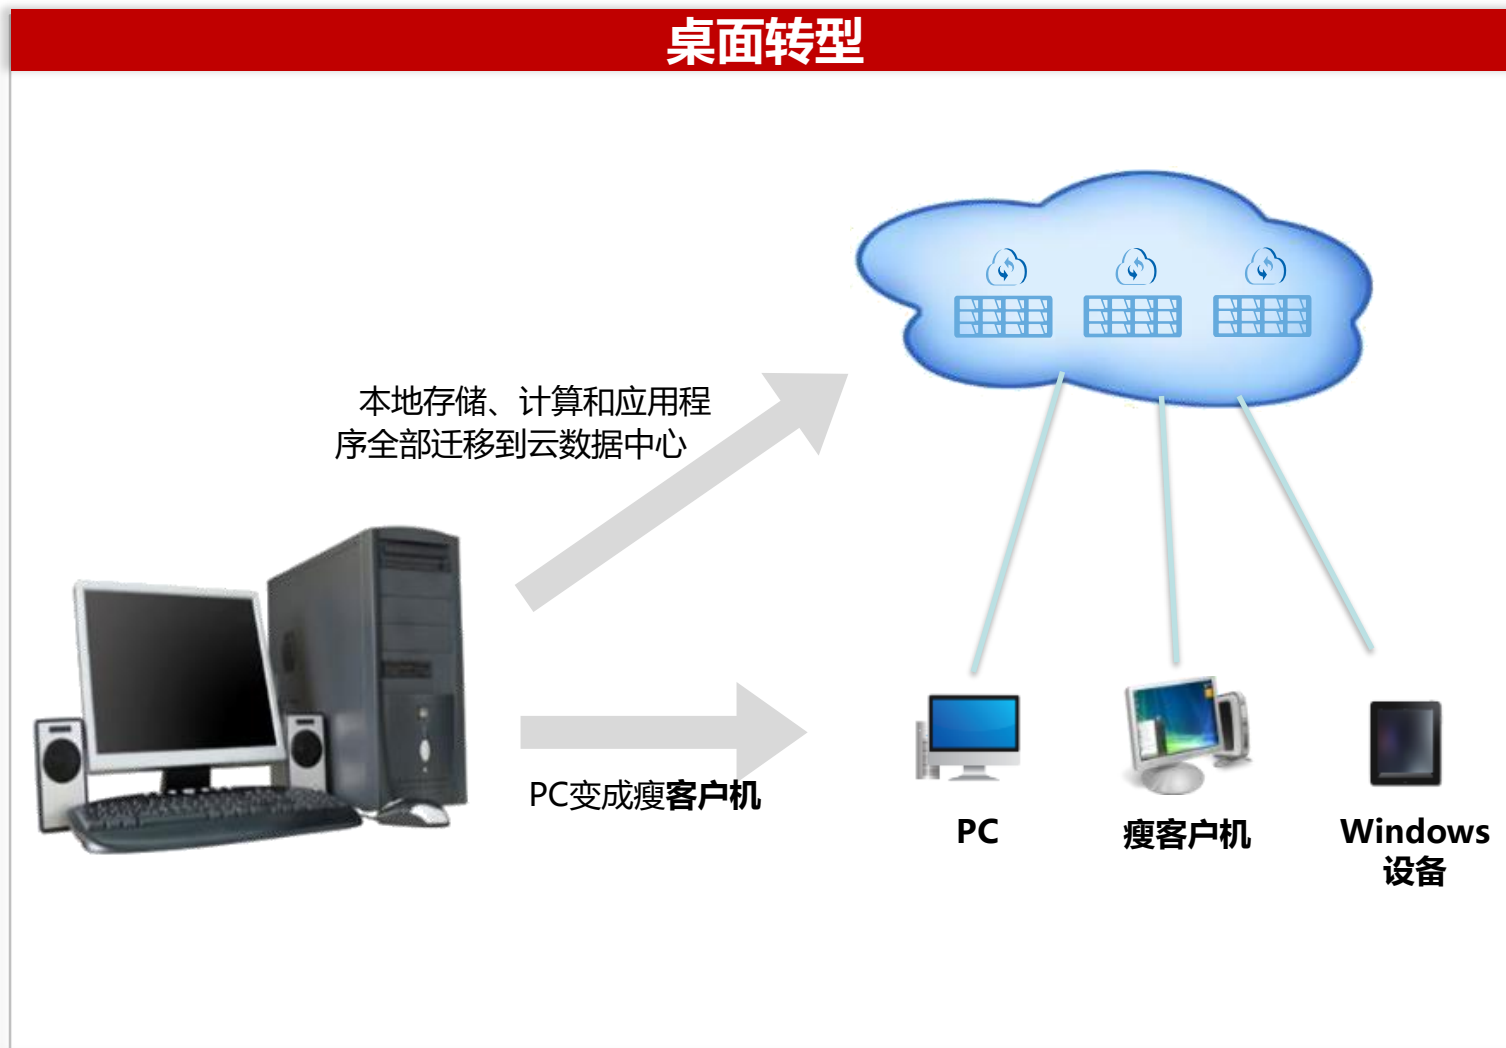 桌面转型
本地存储、计算和应用程
序全部迁移到云数据中心
PC变成瘦客户机
PC
瘦客户机
Windows
设备